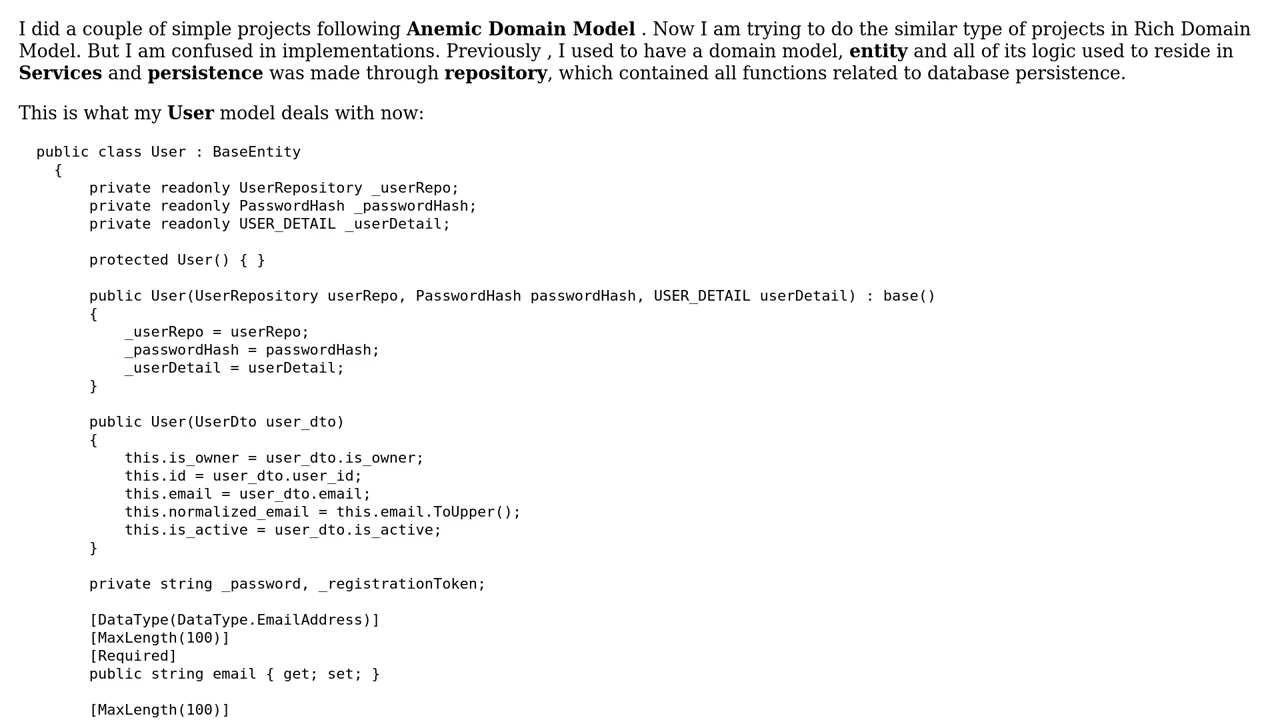 I did a couple of simple projects following Anemic Domain Model . Now I am trying to do the similar type of projects in Rich Domain
Model. But I am confused in implementations. Previously , I used to have a domain model, entity and all of its logic used to reside in
Services and persistence was made through repository, which contained all functions related to database persistence.
This is what my User model deals with now:
public class User : BaseEntity
{
private readonly UserRepository _userRepo;
private readonly PasswordHash _passwordHash;
private readonly USER_DETAIL _userDetail;
protected User() { }
public User(UserRepository userRepo, PasswordHash passwordHash, USER_DETAIL userDetail) : base()
{
_userRepo = userRepo;
_passwordHash = passwordHash;
_userDetail = userDetail;
}
public User(UserDto user_dto)
{
this.is_owner = user_dto.is_owner;
this.id = user_dto.user_id;
this.email = user_dto.email;
this.normalized_email = this.email.ToUpper();
this.is_active = user_dto.is_active;
}
private string _password, _registrationToken;
[DataType(DataType.EmailAddress)]
[MaxLength(100)]
[Required]
public string email { get; set; }
[MaxLength(100)]